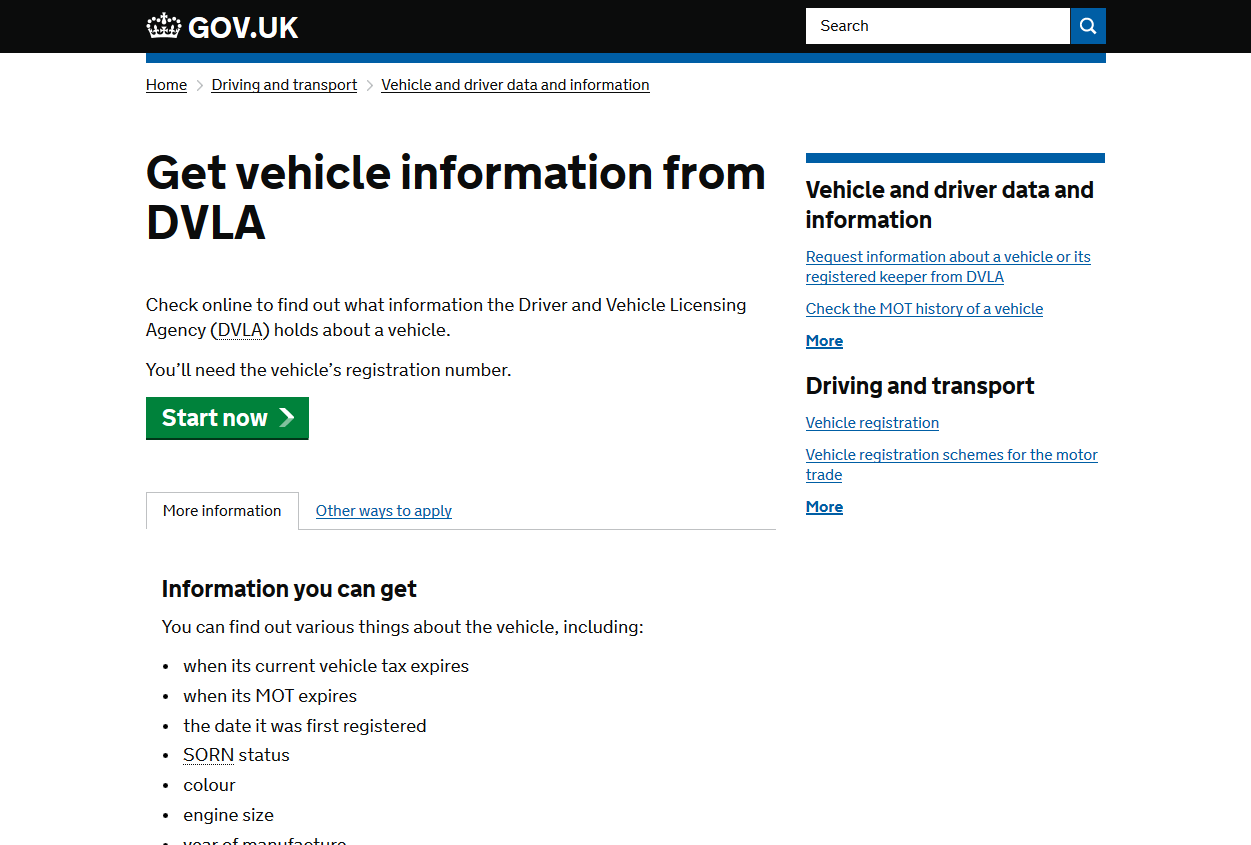 GOV.UK
Search
Home > Driving and transport > Vehicle and driver data and information
Get vehicle information from
DVLA
Check online to find out what information the Driver and Vehicle Licensing
Agency (DVLA) holds about a vehicle.
You’ll need the vehicle’s registration number.
Start now
More information
Other ways to apply
Information you can get
You can find out various things about the vehicle, including:
• when its current vehicle tax expires
• when its MOT expires
• the date it was first registered
• SORN status
• colour
• engine size
• year of manufacture
Vehicle and driver data and
information
Request information about a vehicle or its
registered keeper from DVLA
Check the MOT history of a vehicle
More
Driving and transport
Vehicle registration
Vehicle registration schemes for the motor
trade
More